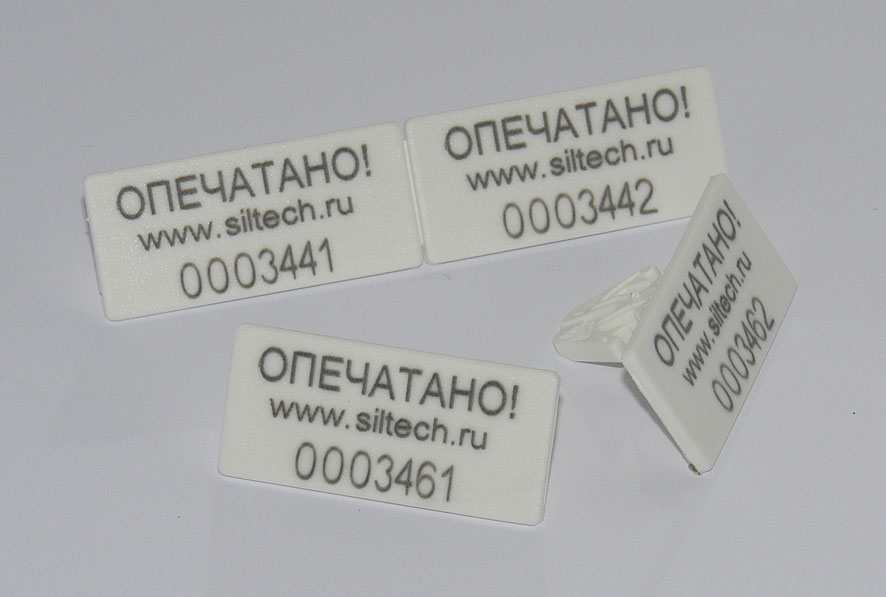 ОПЕЧАТАНО!
www.siltech.ru
0003441
ОПЕЧАТАНО!
www.siltech.ru
0003442
ОПЕЧАТАНО!
www.siltech.ru
0003461
ОПЕЧАТАНО!
www.siltech.ru
0003462